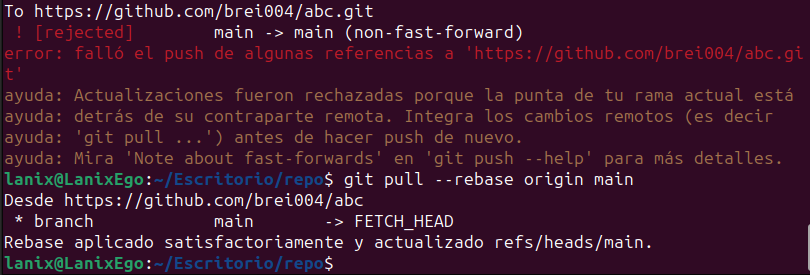 To https://github.com/brei004/abc.git
 ! [rejected]        main -> main (non-fast-forward)
error: falló el push de algunas referencias a 'https://github.com/brei004/abc.gi
t'
ayuda: Actualizaciones fueron rechazadas porque la punta de tu rama actual está
ayuda: detrás de su contraparte remota. Integra los cambios remotos (es decir
ayuda: 'git pull ...') antes de hacer push de nuevo.
ayuda: Mira 'Note about fast-forwards' en 'git push --help' para más detalles.
lanix@LanixEgo:~/Escritorio/repo$ git pull --rebase origin main
Desde https://github.com/brei004/abc
 * branch            main       -> FETCH_HEAD
Rebase aplicado satisfactoriamente y actualizado refs/heads/main.
lanix@LanixEgo:~/Escritorio/repo$